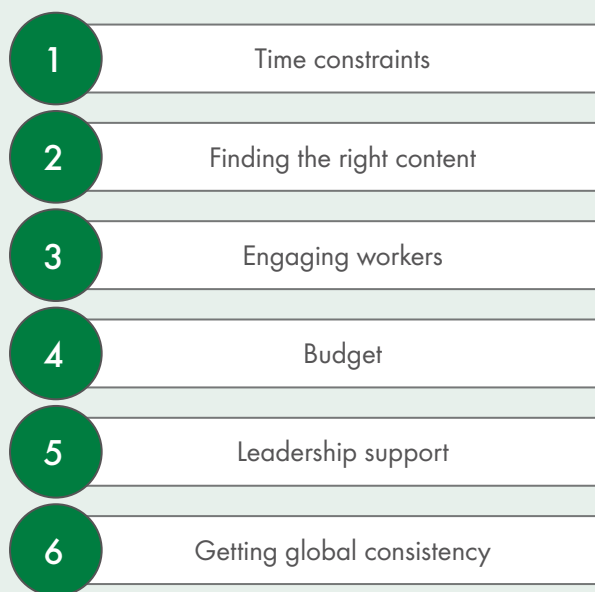 1 Time constraints
2 Finding the right content
3 Engaging workers
4 Budget
5 Leadership support
6 Getting global consistency